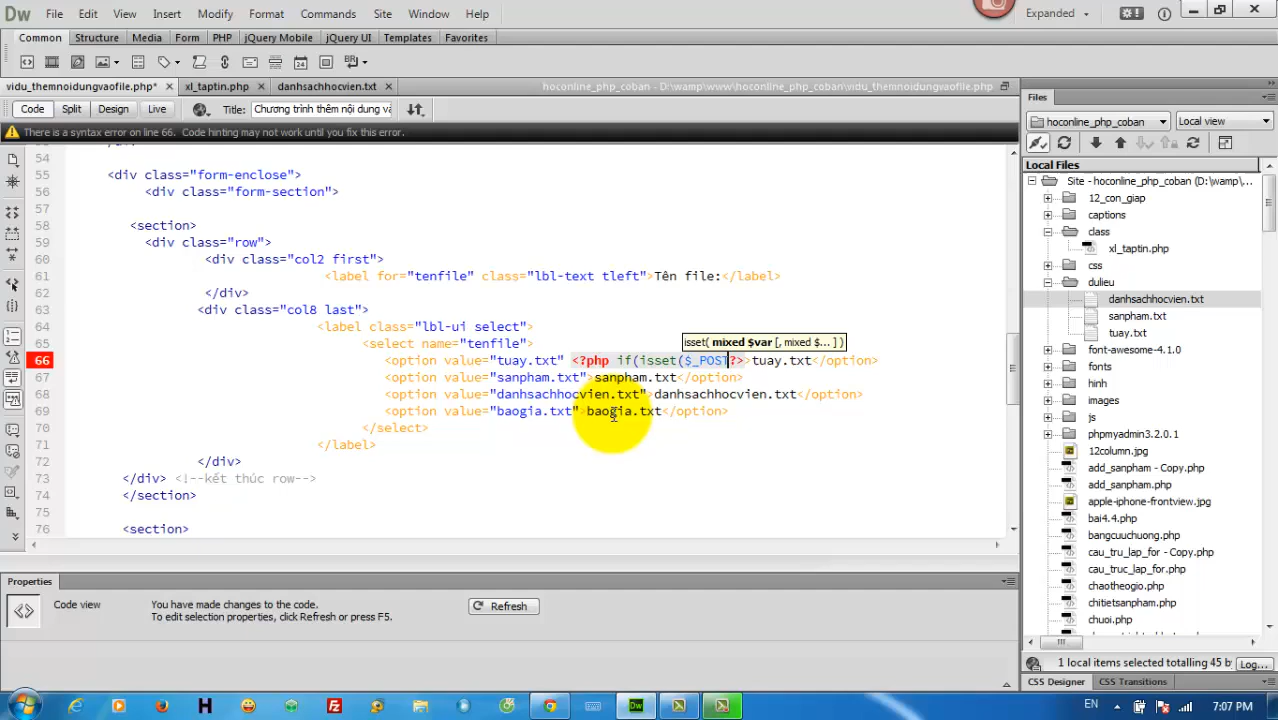 Dw File Edit View Insert Modify Format Commands Site Window Help Expanded
Common Structure Media Form PHP jQuery Mobile jQuery UI Templates Favorites
vidu_themnoidungvaofile.php* xl_taptin.php danhsachhocvien.txt hoconline_php_coban - D:\wamp\www\hoconline_php_coban\vidu_themnoidungvaofile.php
Code Split Design Live Title: Chương trình thêm nội dung và
There is a syntax error on line 66. Code hinting may not work until you fix this error.
54
55 <div class="form-enclose">
56 <div class="form-section">
57
58 <section>
59 <div class="row">
60 <div class="col2 first">
61 <label for="tenfile" class="lbl-text tleft">Tên file:</label>
62 </div>
63 <div class="col8 last">
64 <label class="lbl-ui select">
65 <select name="tenfile">
isset( mixed $var [, mixed $... ] )
66 <option value="tuay.txt" <?php if(isset($_POST?>>tuay.txt</option>
67 <option value="sanpham.txt">sanpham.txt</option>
68 <option value="danhsachhocvien.txt">danhsachhocvien.txt</option>
69 <option value="baogia.txt">baogia.txt</option>
70 </select>
71 </label>
72 </div>
73 </div> <!--kết thúc row-->
74 </section>
75
76 <section>
Properties
Code view You have made changes to the code.
To edit selection properties, click Refresh or press F5.
Refresh
Files
hoconline_php_coban Local view
Local Files
Site - hoconline_php_coban (D:\wamp\...
12_con_giap
captions
class
xl_taptin.php
css
dulieu
danhsachhocvien.txt
sanpham.txt
tuay.txt
font-awesome-4.1.0
fonts
hinh
images
js
phpmyadmin3.2.0.1
12column.jpg
add_sanpham - Copy.php
add_sanpham.php
apple-iphone-frontview.jpg
bai4.4.php
bangcuuchuong.php
cau_tru_lap_for - Copy.php
cau_truc_lap_for.php
chaotheogio.php
chitietsanpham.php
chuoi.php
1 local items selected totalling 45 by Log...
CSS Designer CSS Transitions
EN 7:07 PM